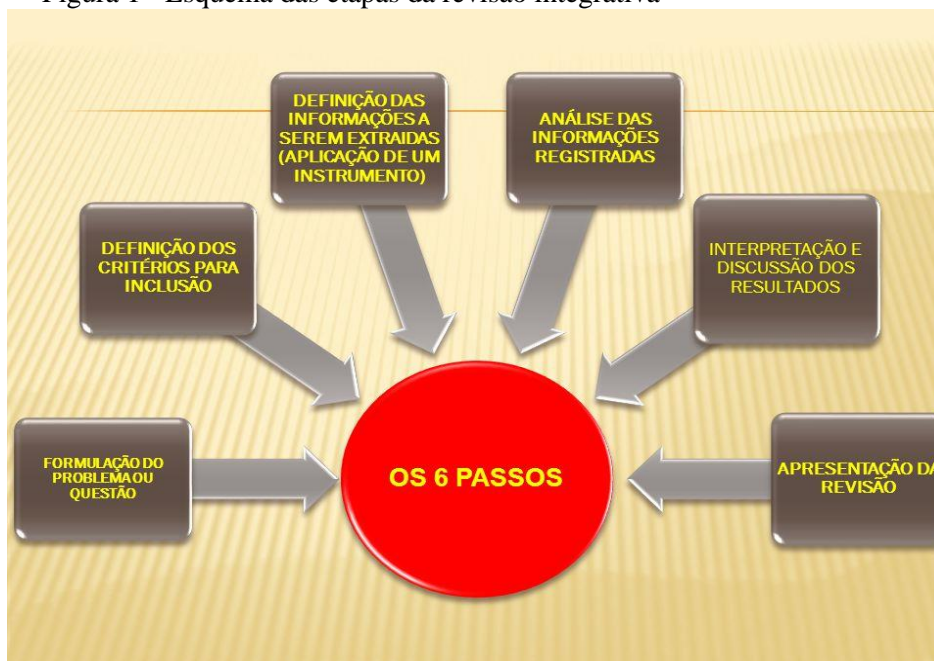 Figura 1 - Esquema das etapas da revisão integrativa
DEFINIÇÃO DAS
INFORMAÇÕES A
SEREM EXTRAIDAS
(APLICAÇÃO DE UM
INSTRUMENTO)
ANÁLISE DAS
INFORMAÇÕES
REGISTRADAS
DEFINIÇÃO DOS
CRITÉRIOS PARA
INCLUSÃO
INTERPRETAÇÃO E
DISCUSSÃO DOS
RESULTADOS
FORMULAÇÃO DO
PROBLEMA OU
QUESTÃO
OS 6 PASSOS
APRESENTAÇÃO DA
REVISÃO